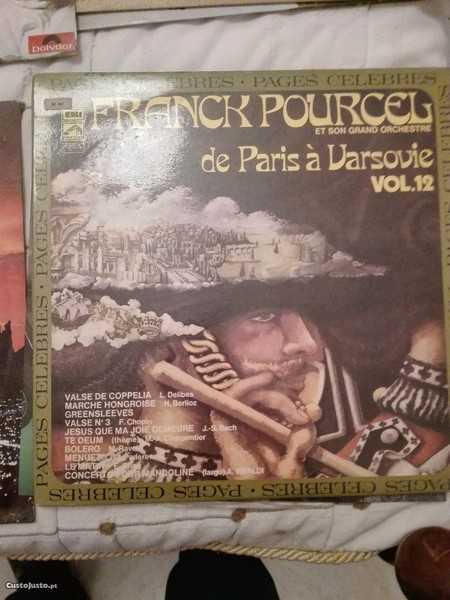 Polydor
PAGES CELEBRES · PAGES CELEBRES
EMI
FRANCK POURCEL
ET SON GRAND ORCHESTRE
de Paris à Varsovie
VOL.12
PAGES CELEBRES · PAGES CELEBRES
VALSE DE COPPELIA L. Delibes
MARCHE HONGROISE H. Berlioz
GREENSLEEVES
VALSE N° 3 F. Chopin
JESUS QUE MA JOIE DEMEURE J.-S. Bach
TE DEUM (thème) M.-A. Charpentier
BOLERO M. Ravel
MENUET
CONCERTO MANDOLINE (largo) A. VIVALDI
PAGES CELEBRES · PAGES CELEBRES
CustoJusto.pt